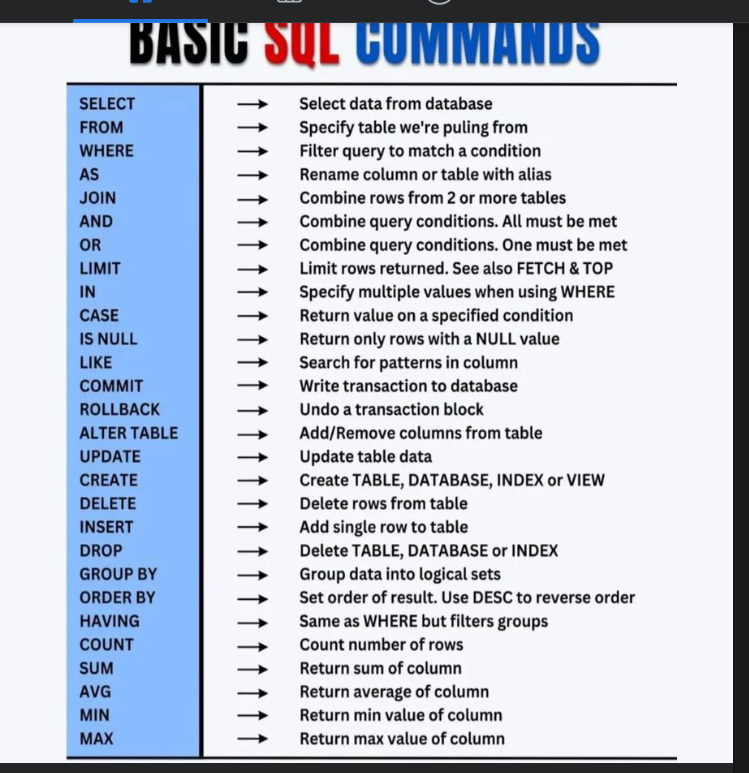 BASIC SQL COMMANDS
SELECT → Select data from database
FROM → Specify table we're puling from
WHERE → Filter query to match a condition
AS → Rename column or table with alias
JOIN → Combine rows from 2 or more tables
AND → Combine query conditions. All must be met
OR → Combine query conditions. One must be met
LIMIT → Limit rows returned. See also FETCH & TOP
IN → Specify multiple values when using WHERE
CASE → Return value on a specified condition
IS NULL → Return only rows with a NULL value
LIKE → Search for patterns in column
COMMIT → Write transaction to database
ROLLBACK → Undo a transaction block
ALTER TABLE → Add/Remove columns from table
UPDATE → Update table data
CREATE → Create TABLE, DATABASE, INDEX or VIEW
DELETE → Delete rows from table
INSERT → Add single row to table
DROP → Delete TABLE, DATABASE or INDEX
GROUP BY → Group data into logical sets
ORDER BY → Set order of result. Use DESC to reverse order
HAVING → Same as WHERE but filters groups
COUNT → Count number of rows
SUM → Return sum of column
AVG → Return average of column
MIN → Return min value of column
MAX → Return max value of column